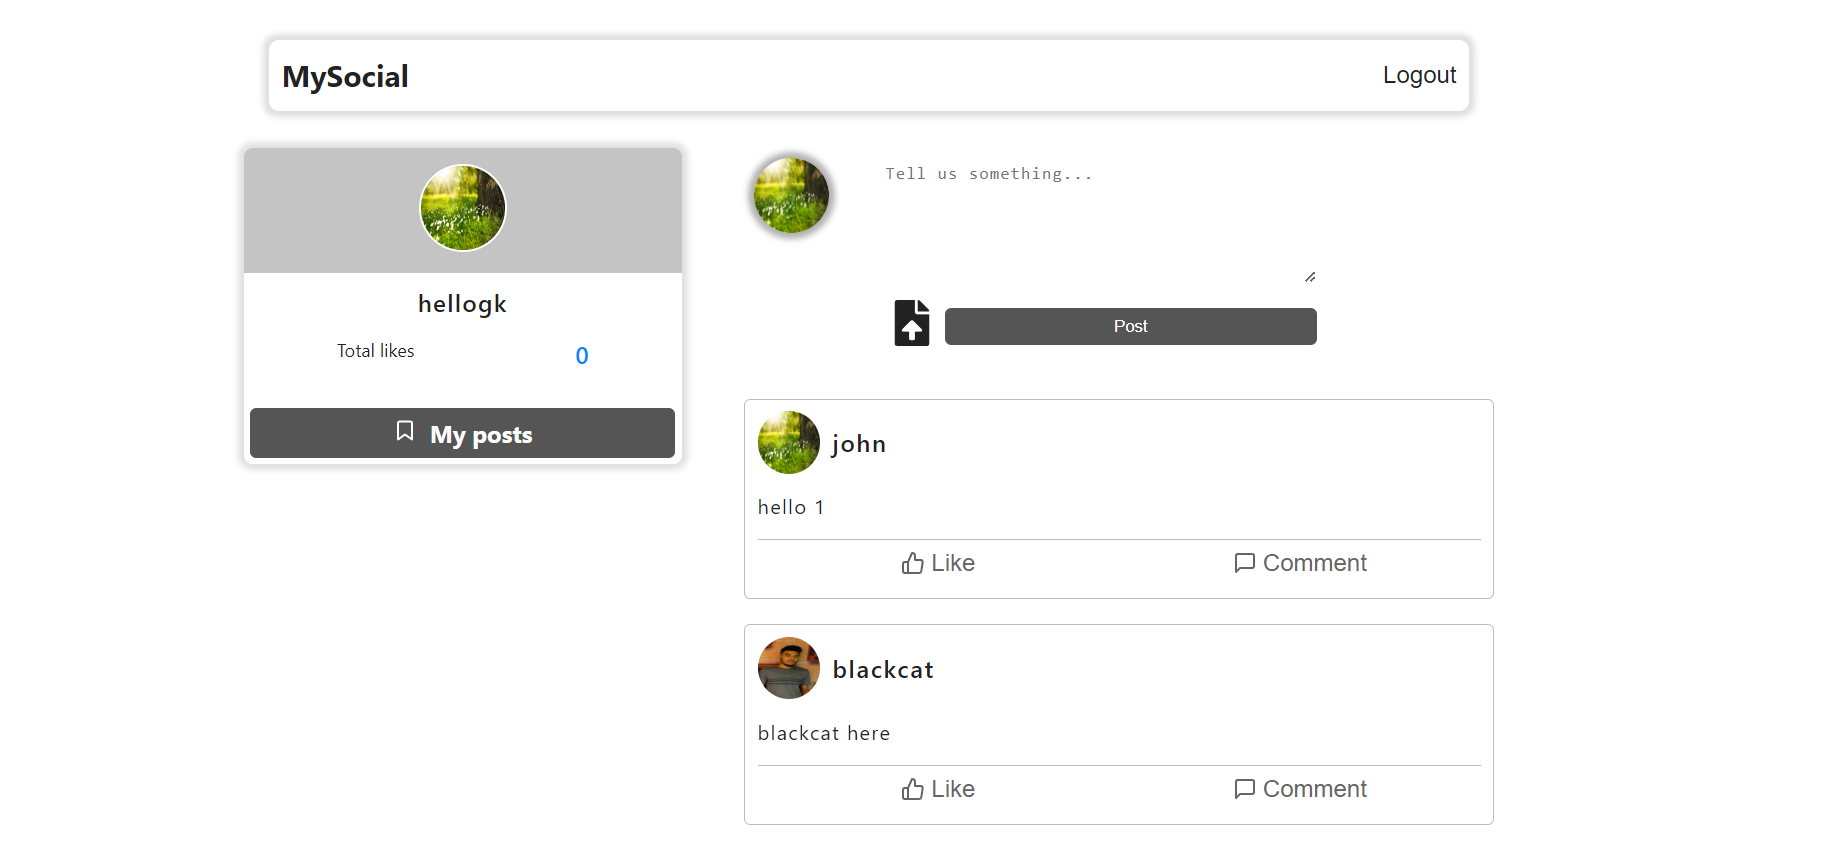 MySocial
Logout
hellogk
Total likes
0
My posts
Tell us something...
Post
john
hello 1
Like
Comment
blackcat
blackcat here
Like
Comment